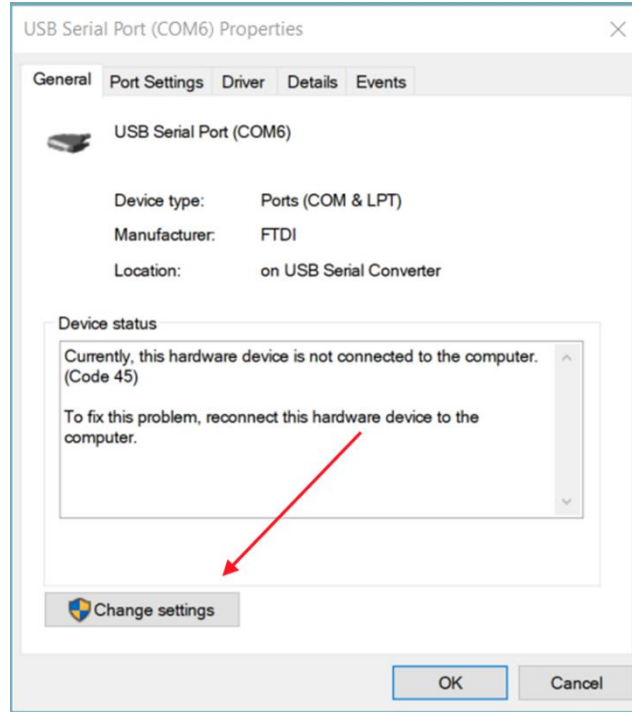 USB Serial Port (COM6) Properties
General Port Settings Driver Details Events
USB Serial Port (COM6)
Device type: Ports (COM & LPT)
Manufacturer: FTDI
Location: on USB Serial Converter
Device status
Currently, this hardware device is not connected to the computer.
(Code 45)
To fix this problem, reconnect this hardware device to the
computer.
Change settings
OK Cancel